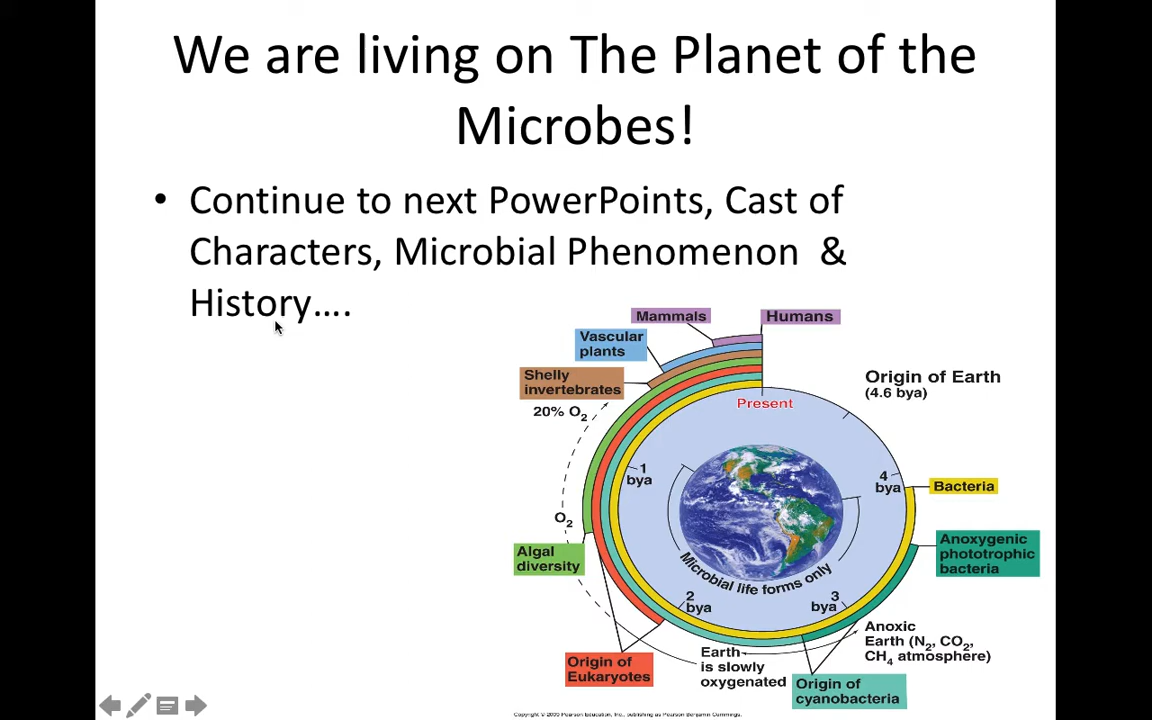 We are living on The Planet of the
Microbes!
• Continue to next PowerPoints, Cast of
Characters, Microbial Phenomenon &
History….
Mammals
Humans
Vascular
plants
Shelly
invertebrates
20% O2
Origin of Earth
(4.6 bya)
Present
1
bya
4
bya
Bacteria
O2
Algal
diversity
Anoxygenic
phototrophic
bacteria
Microbial life forms only
2
bya
3
bya
Anoxic
Earth (N2, CO2,
CH4 atmosphere)
Earth
is slowly
oxygenated
Origin of
Eukaryotes
Origin of
cyanobacteria
Copyright © 2009 Pearson Education, Inc., publishing as Pearson Benjamin Cummings.